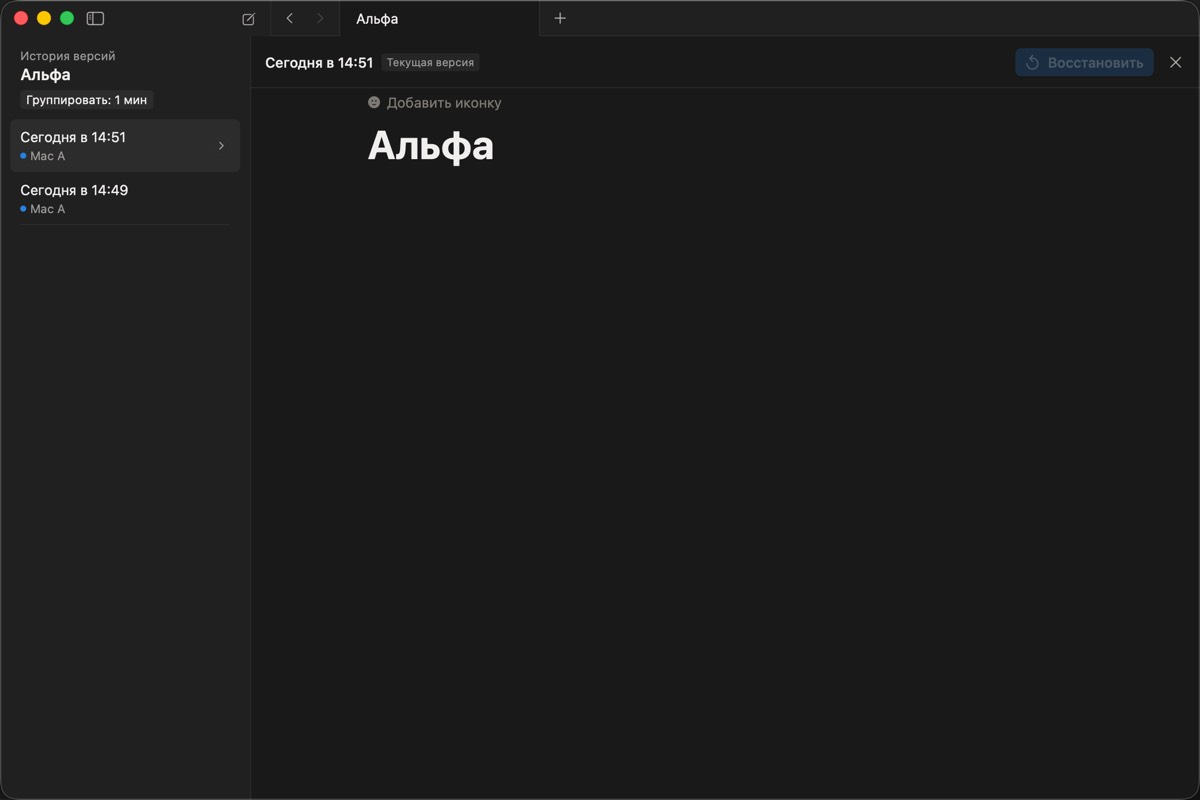 Альфа
История версий
Альфа
Группировать: 1 мин
Сегодня в 14:51
Mac A
Сегодня в 14:49
Mac A
Сегодня в 14:51 Текущая версия
Восстановить
Добавить иконку
Альфа